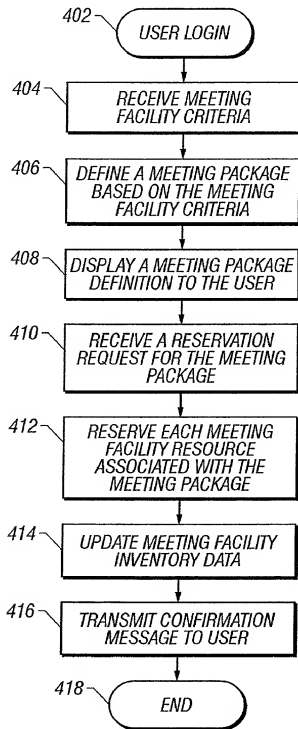 402
USER LOGIN
404
RECEIVE MEETING
FACILITY CRITERIA
406
DEFINE A MEETING PACKAGE
BASED ON THE MEETING
FACILITY CRITERIA
408
DISPLAY A MEETING PACKAGE
DEFINITION TO THE USER
410
RECEIVE A RESERVATION
REQUEST FOR THE MEETING
PACKAGE
412
RESERVE EACH MEETING
FACILITY RESOURCE
ASSOCIATED WITH THE
MEETING PACKAGE
414
UPDATE MEETING FACILITY
INVENTORY DATA
416
TRANSMIT CONFIRMATION
MESSAGE TO USER
418
END